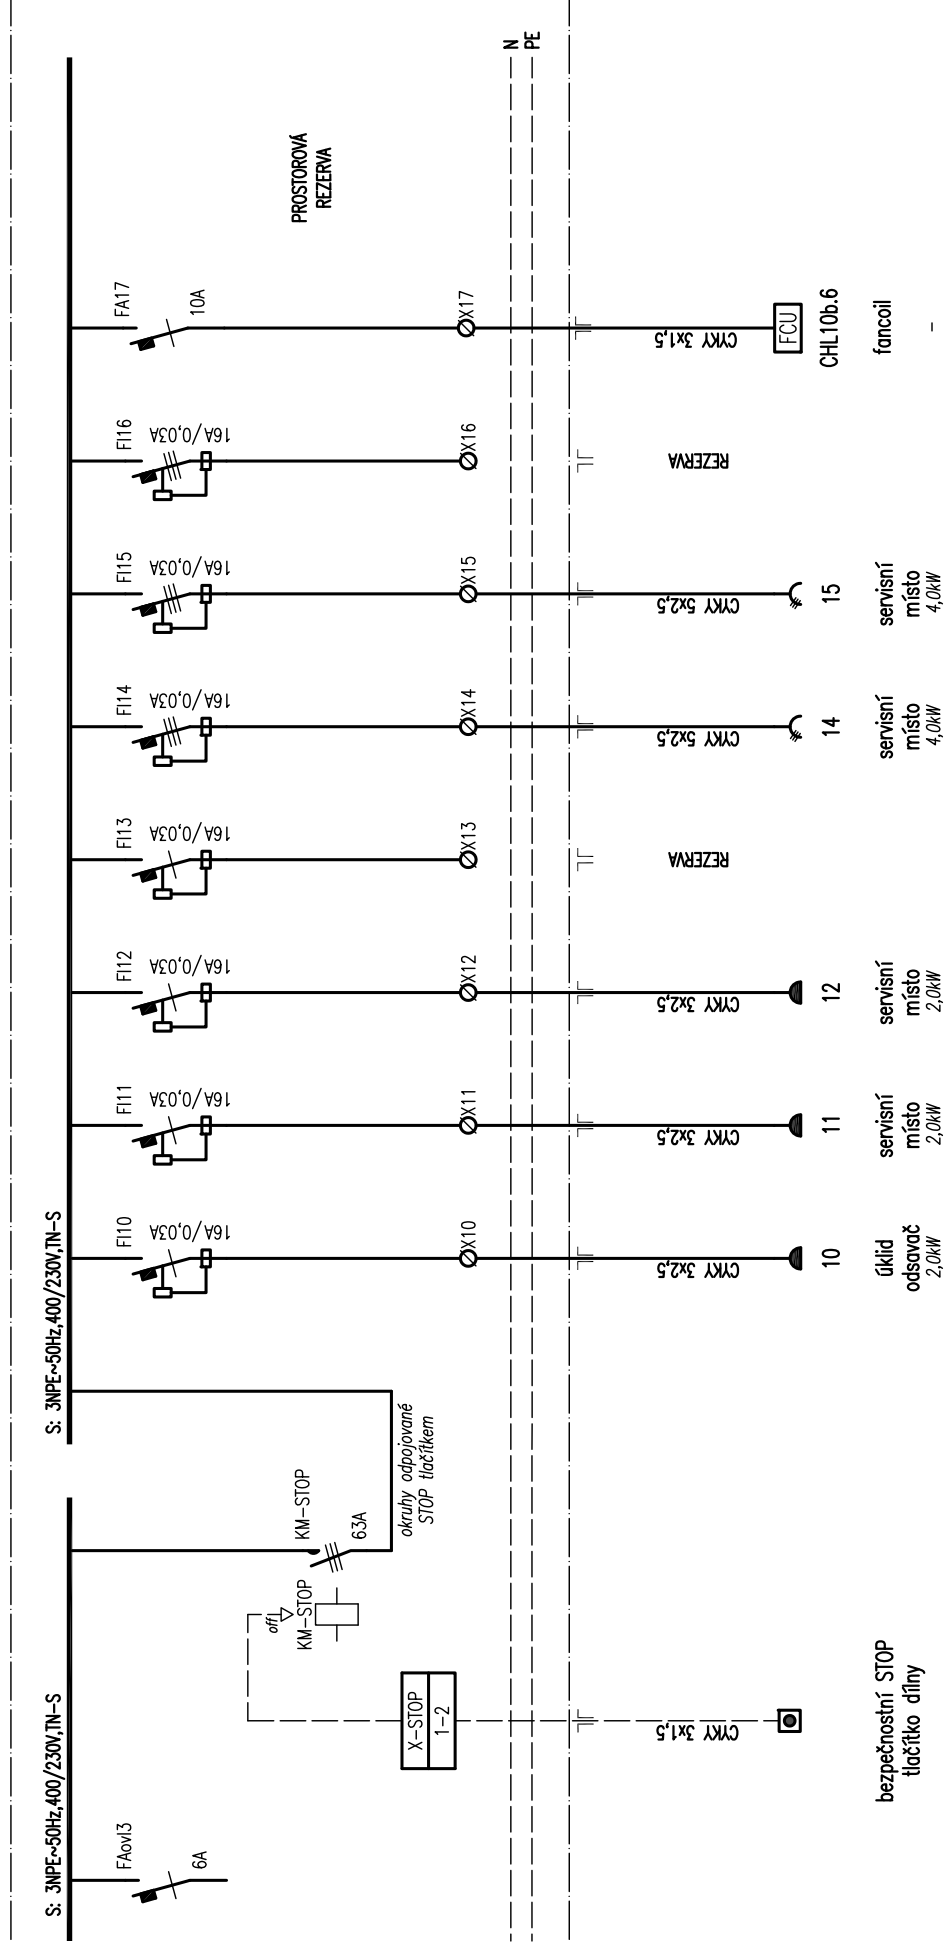 S: 3NPE~50Hz,400/230V,TN-S
FAovl3
6A
X-STOP
1-2
CYKY 3x1,5
bezpečnostní STOP
tlačítko dílny
off
KM-STOP
KM-STOP
63A
okruhy odpojované
STOP tlačítkem
S: 3NPE~50Hz,400/230V,TN-S
FI10
16A/0,03A
X10
CYKY 3x2,5
10
úklid
odsavač
2,0kW
FI11
16A/0,03A
X11
CYKY 3x2,5
11
servisní
místo
2,0kW
FI12
16A/0,03A
X12
CYKY 3x2,5
12
servisní
místo
2,0kW
FI13
16A/0,03A
X13
REZERVA
FI14
16A/0,03A
X14
CYKY 5x2,5
14
servisní
místo
4,0kW
FI15
16A/0,03A
X15
CYKY 5x2,5
15
servisní
místo
4,0kW
FI16
16A/0,03A
X16
REZERVA
FA17
10A
X17
CYKY 3x1,5
FCU
CHL10b.6
fancoil
-
PROSTOROVÁ
REZERVA
N
PE